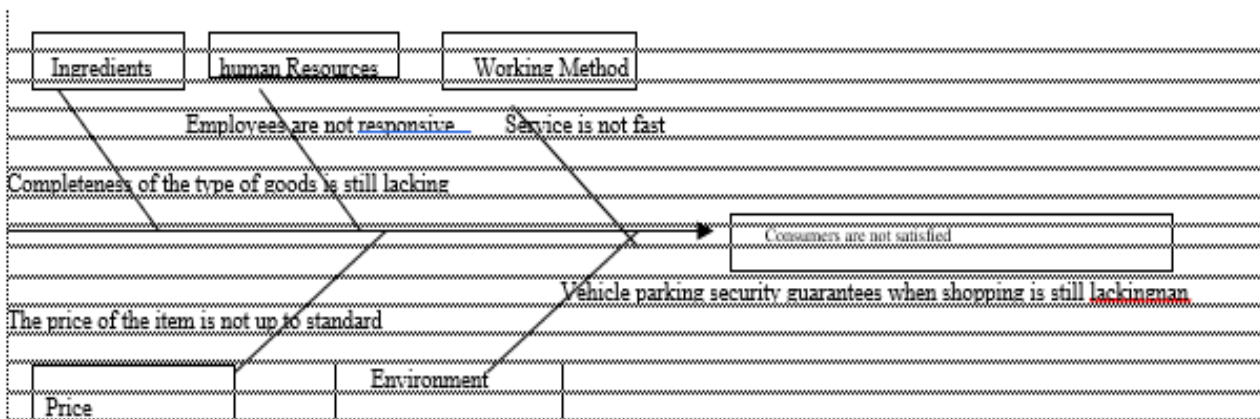 Ingredients human Resources Working Method
Employees are not responsive Service is not fast
Completeness of the type of goods is still lacking
Consumers are not satisfied
Vehicle parking security guarantees when shopping is still lackingnan
The price of the item is not up to standard
Environment
Price